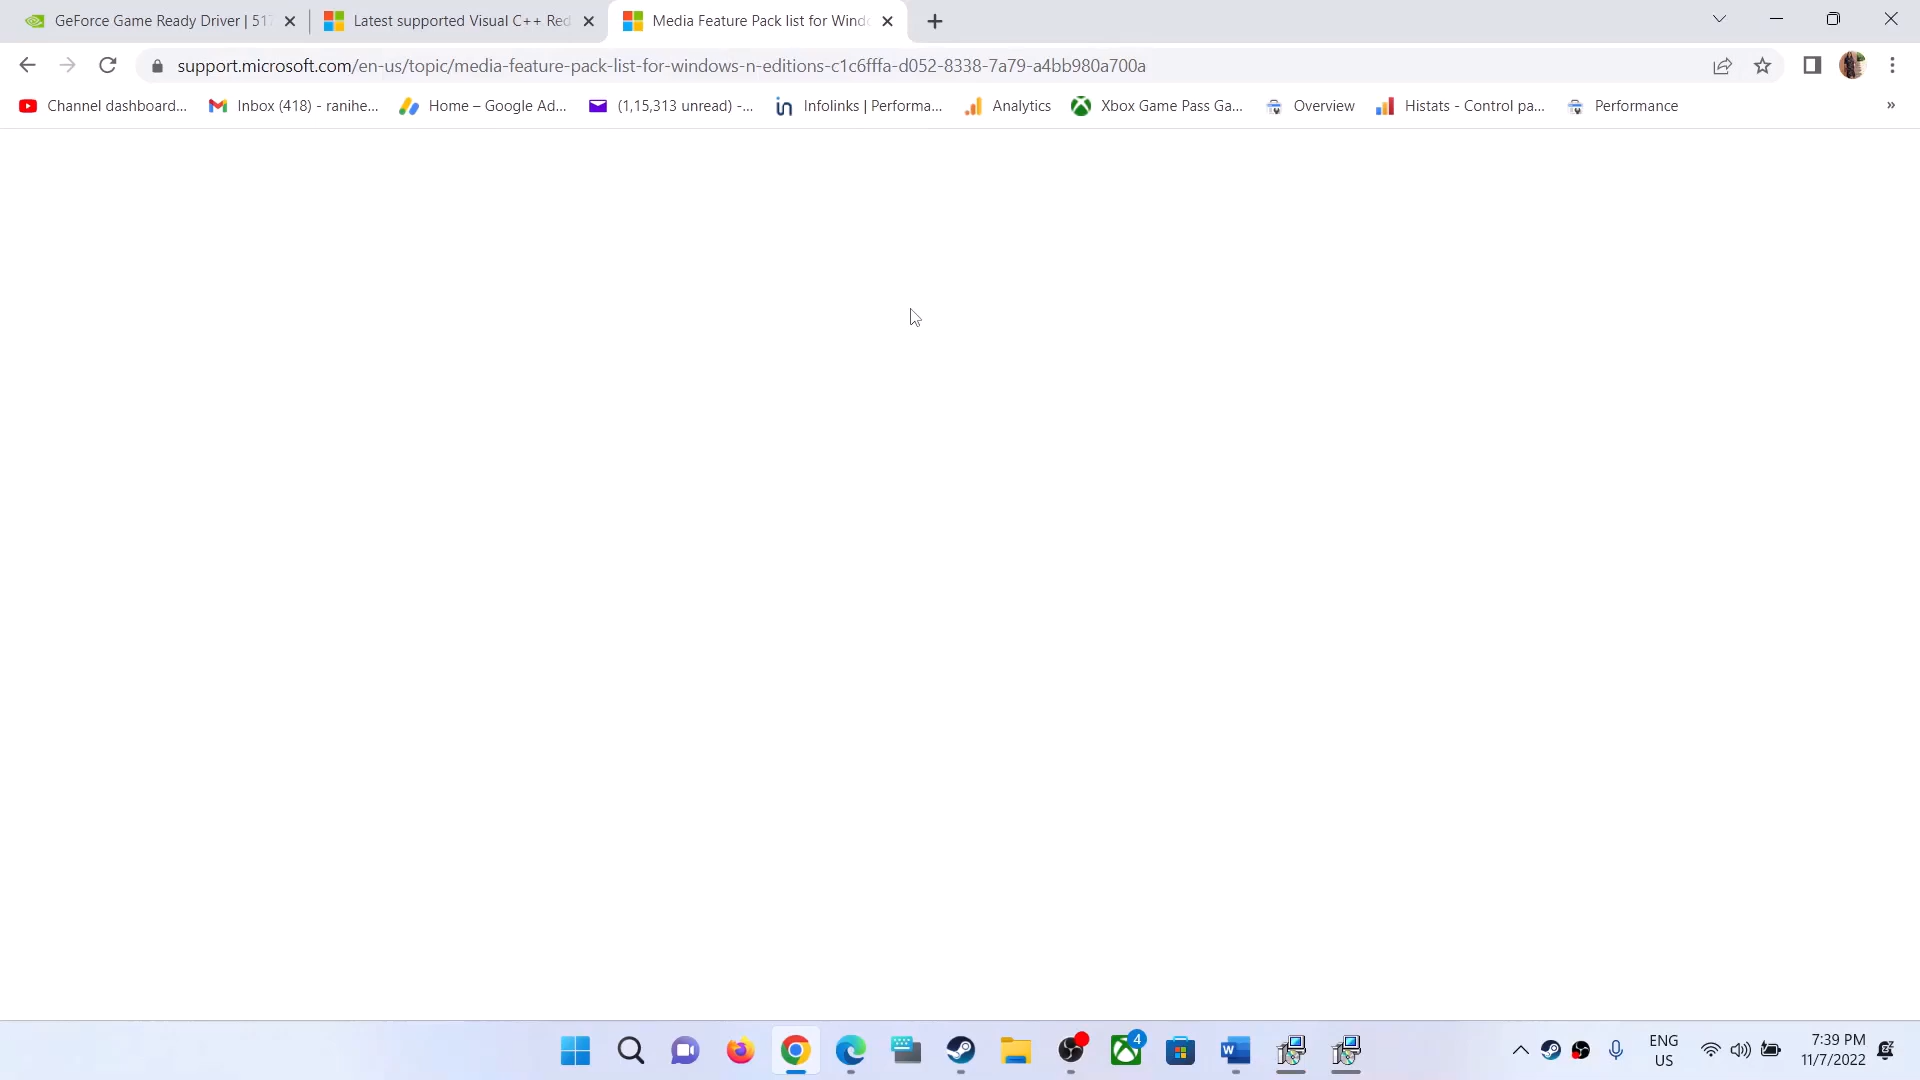 GeForce Game Ready Driver | 517
Latest supported Visual C++ Red
Media Feature Pack list for Wind
support.microsoft.com/en-us/topic/media-feature-pack-list-for-windows-n-editions-c1c6fffa-d052-8338-7a79-a4bb980a700a
Channel dashboard...
Inbox (418) - ranihe...
Home – Google Ad...
(1,15,313 unread) -...
Infolinks | Performa...
Analytics
Xbox Game Pass Ga...
Overview
Histats - Control pa...
Performance
»
4
ENG
US
7:39 PM
11/7/2022